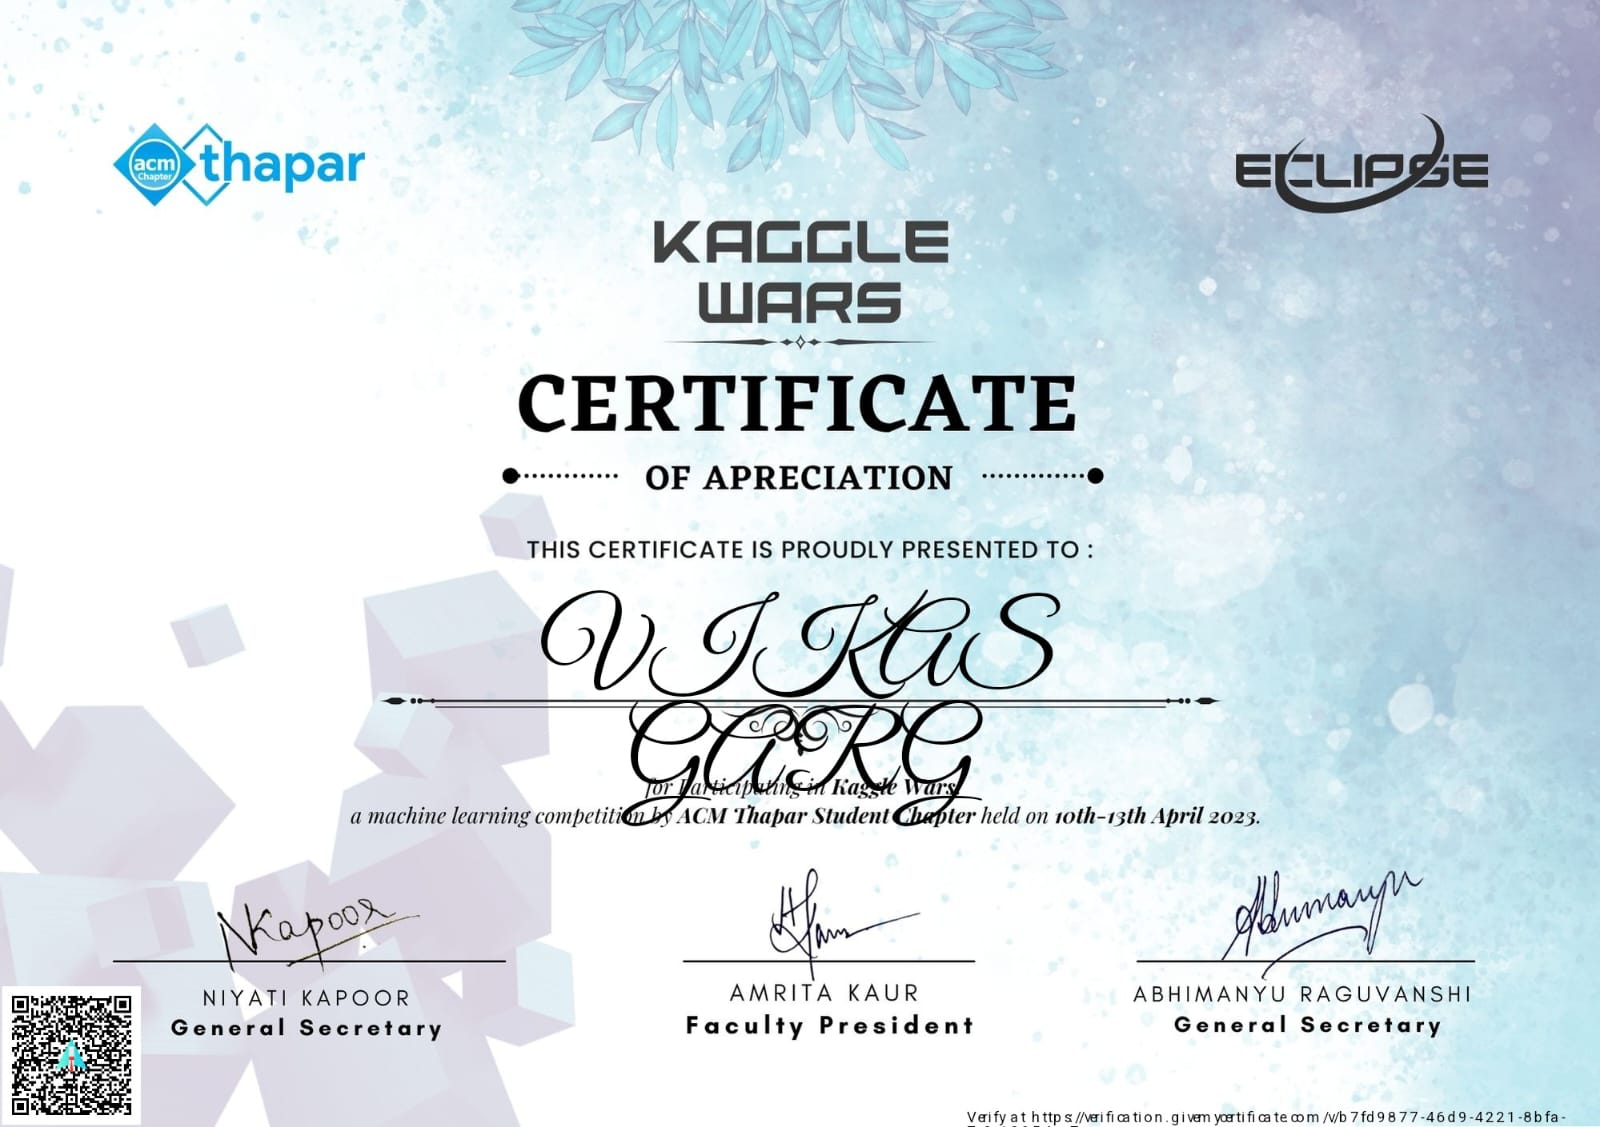 acm
Chapter
thapar
ECLIPSE
KAGGLE
WARS
CERTIFICATE
OF APRECIATION
THIS CERTIFICATE IS PROUDLY PRESENTED TO :
VIKAS
GARG
for Participating in Kaggle Wars,
a machine learning competition by ACM Thapar Student Chapter held on 10th-13th April 2023.
NKapoor
Abhimanyu
NIYATI KAPOOR
General Secretary
AMRITA KAUR
Faculty President
ABHIMANYU RAGUVANSHI
General Secretary
Verify at https://verification.givemycertificate.com/v/b7fd9877-46d9-4221-8bfa-